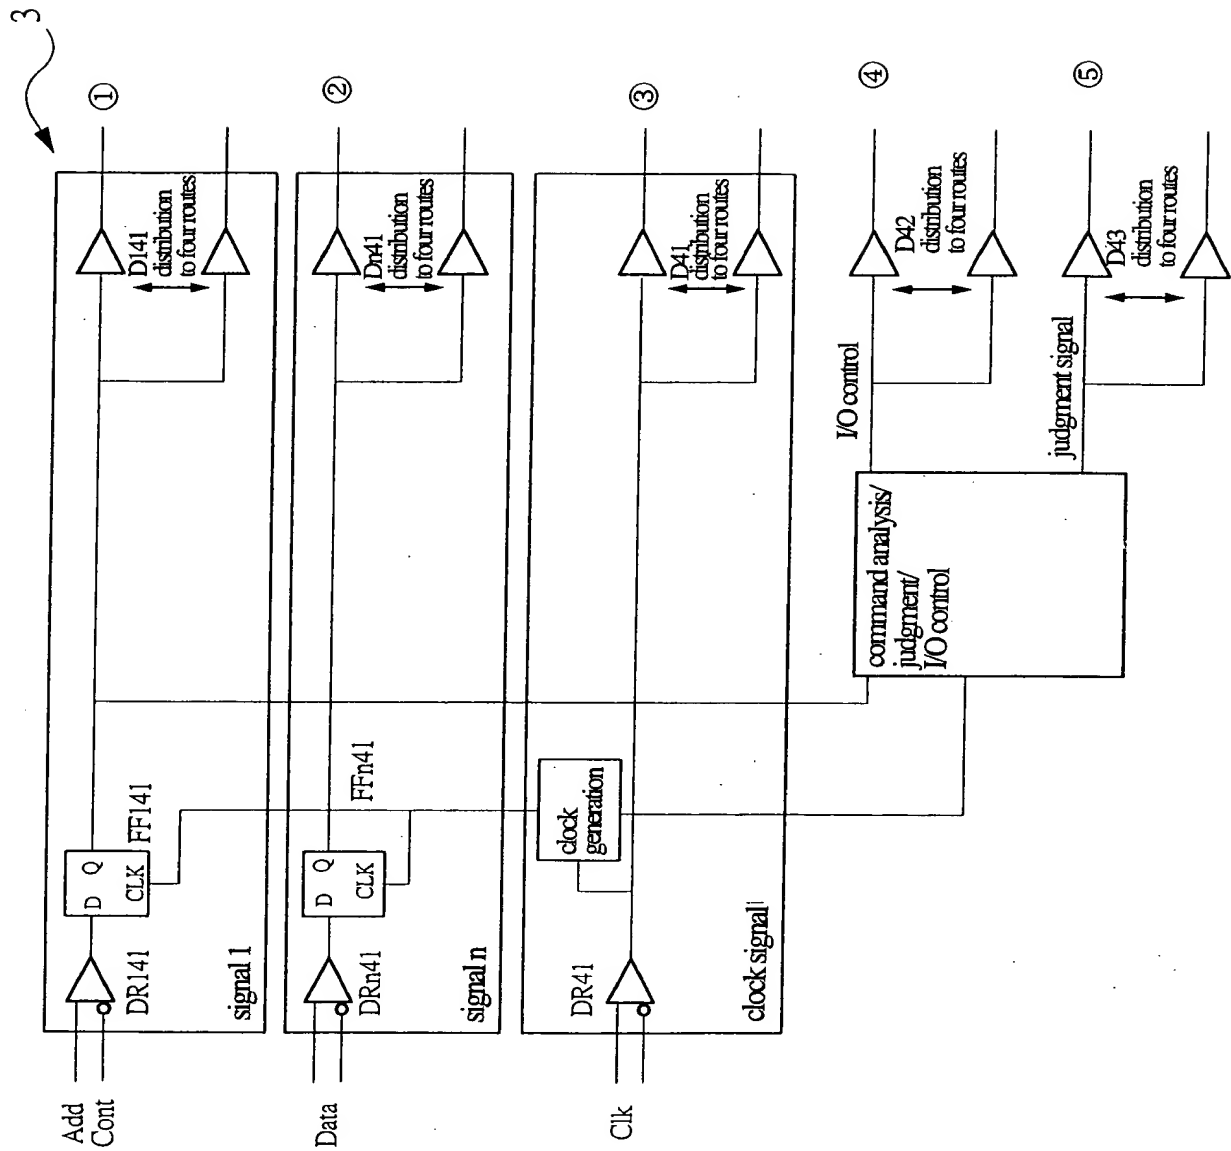 3
①
②
③
④
⑤
D141
distribution
to four routes
Dn41
distribution
to four routes
D41
distribution
to four routes
D42
distribution
to four routes
D43
distribution
to four routes
I/O control
judgment signal
command analysis/
judgment/
I/O control
D Q
CLK
FF141
DR141
signal 1
D Q
CLK
FFn41
DRn41
signal n
clock
generation
DR41
clock signal
Add
Cont
Data
Clk